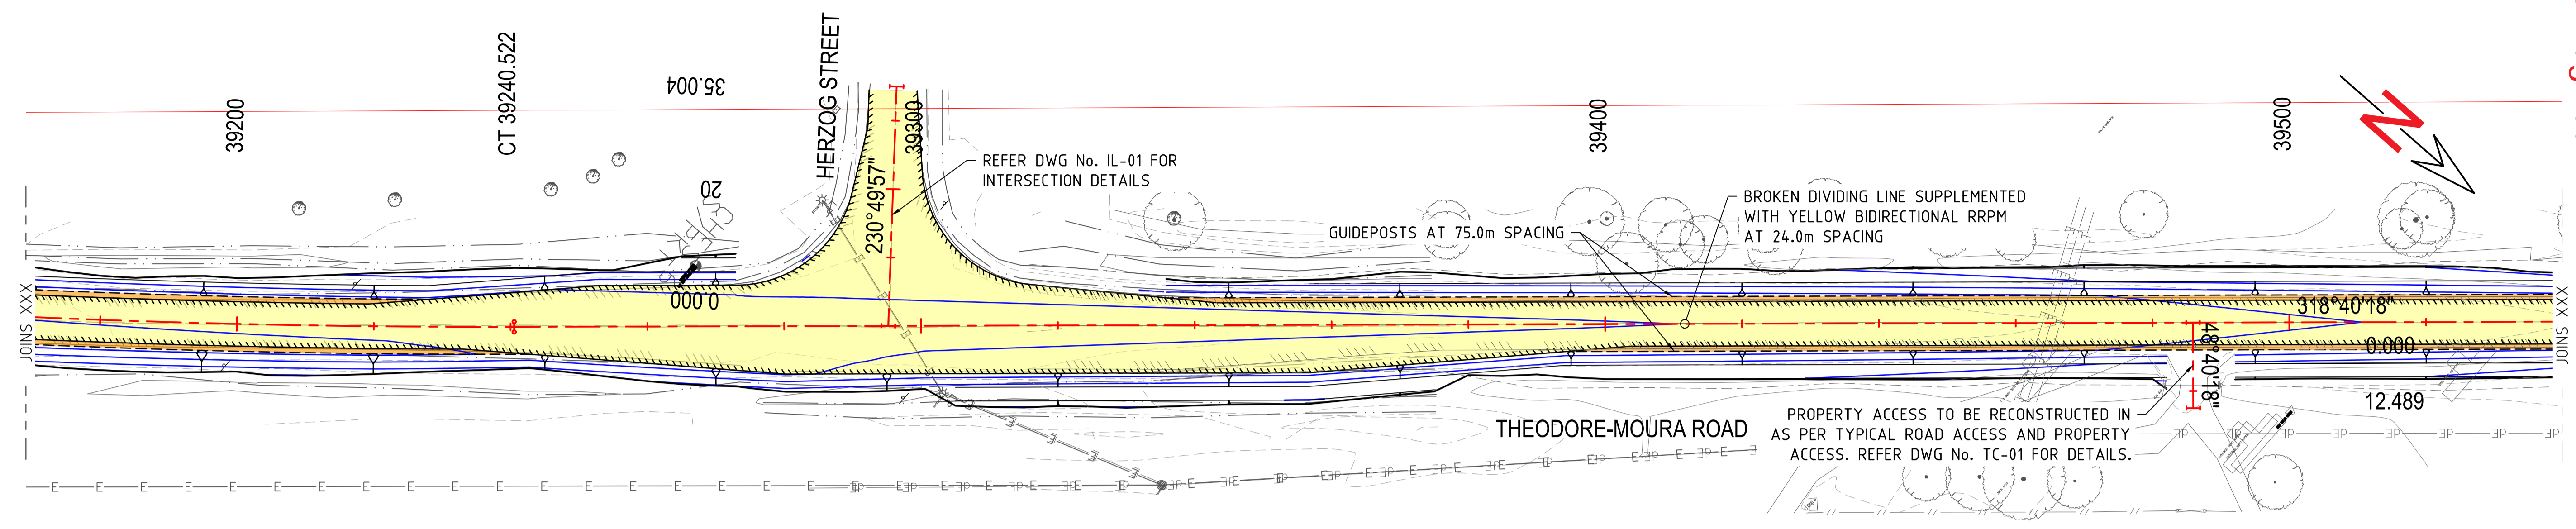 39200
CT 39240.522
35.004
HERZOG STREET
39300
39400
39500
N
230°49'57"
REFER DWG No. IL-01 FOR
INTERSECTION DETAILS
20
0.000
GUIDEPOSTS AT 75.0m SPACING
BROKEN DIVIDING LINE SUPPLEMENTED
WITH YELLOW BIDIRECTIONAL RRPM
AT 24.0m SPACING
JOINS XXX
JOINS XXX
318°40'18"
0.000
48°40'18"
12.489
THEODORE-MOURA ROAD
PROPERTY ACCESS TO BE RECONSTRUCTED IN
AS PER TYPICAL ROAD ACCESS AND PROPERTY
ACCESS. REFER DWG No. TC-01 FOR DETAILS.